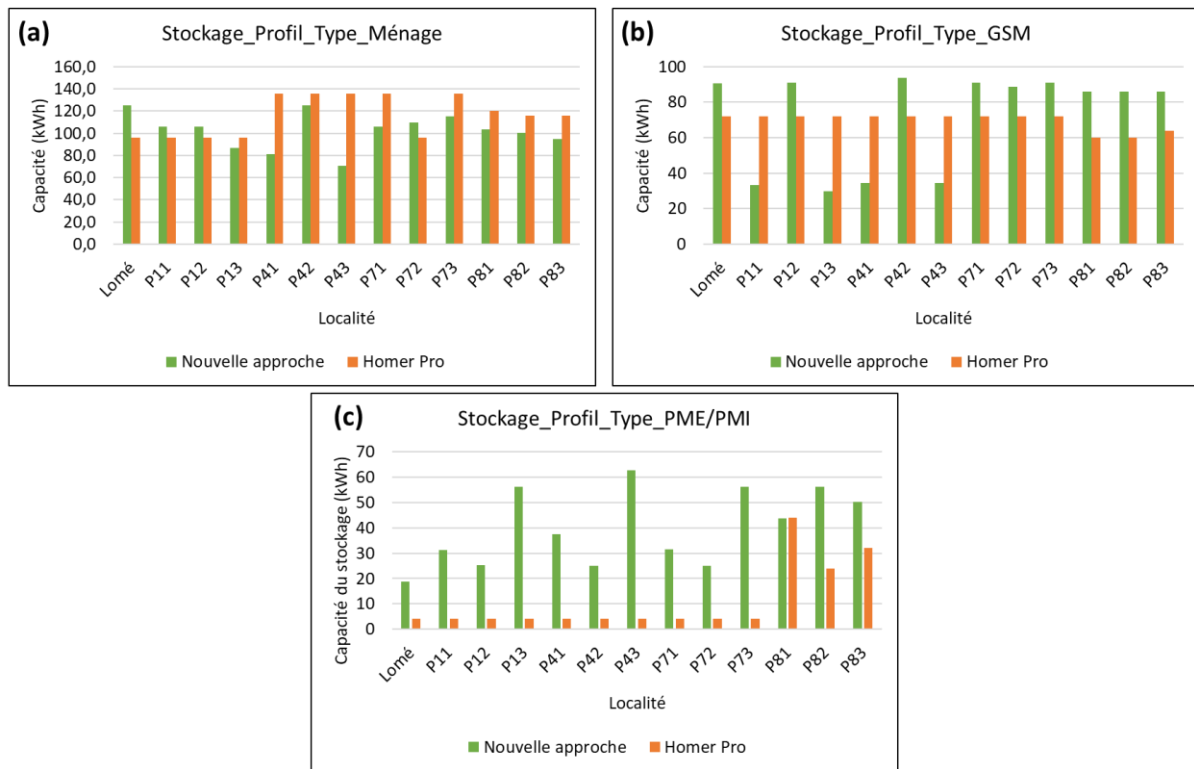 (a)
Stockage_Profil_Type_Ménage
Capacité (kWh)
160,0
140,0
120,0
100,0
80,0
60,0
40,0
20,0
0,0
Lomé P11 P12 P13 P41 P42 P43 P71 P72 P73 P81 P82 P83
Localité
Nouvelle approche Homer Pro
(b)
Stockage_Profil_Type_GSM
Capacité (kWh)
100
80
60
40
20
0
Lomé P11 P12 P13 P41 P42 P43 P71 P72 P73 P81 P82 P83
Localité
Nouvelle approche Homer Pro
(c)
Stockage_Profil_Type_PME/PMI
Capacité du stockage (kWh)
70
60
50
40
30
20
10
0
Lomé P11 P12 P13 P41 P42 P43 P71 P72 P73 P81 P82 P83
Localité
Nouvelle approche Homer Pro